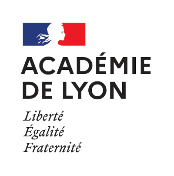 ACADÉMIE
DE LYON
Liberté
Égalité
Fraternité